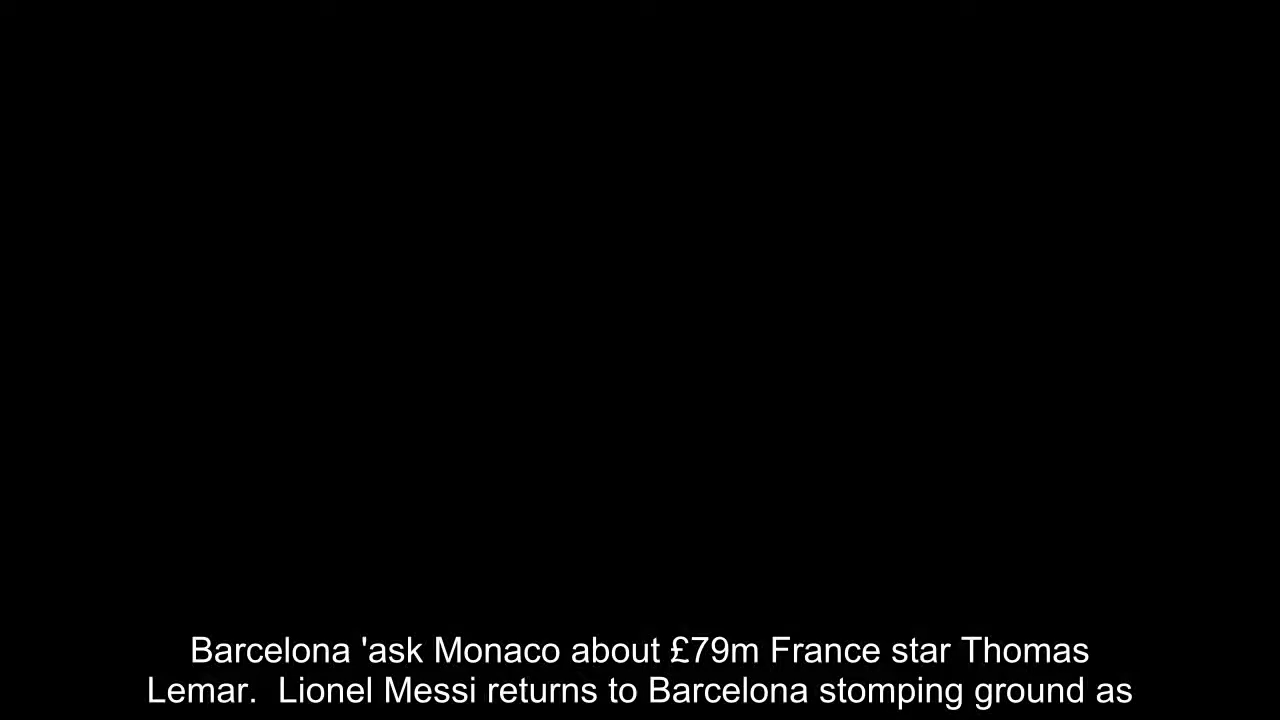 Barcelona 'ask Monaco about £79m France star Thomas
Lemar.  Lionel Messi returns to Barcelona stomping ground as